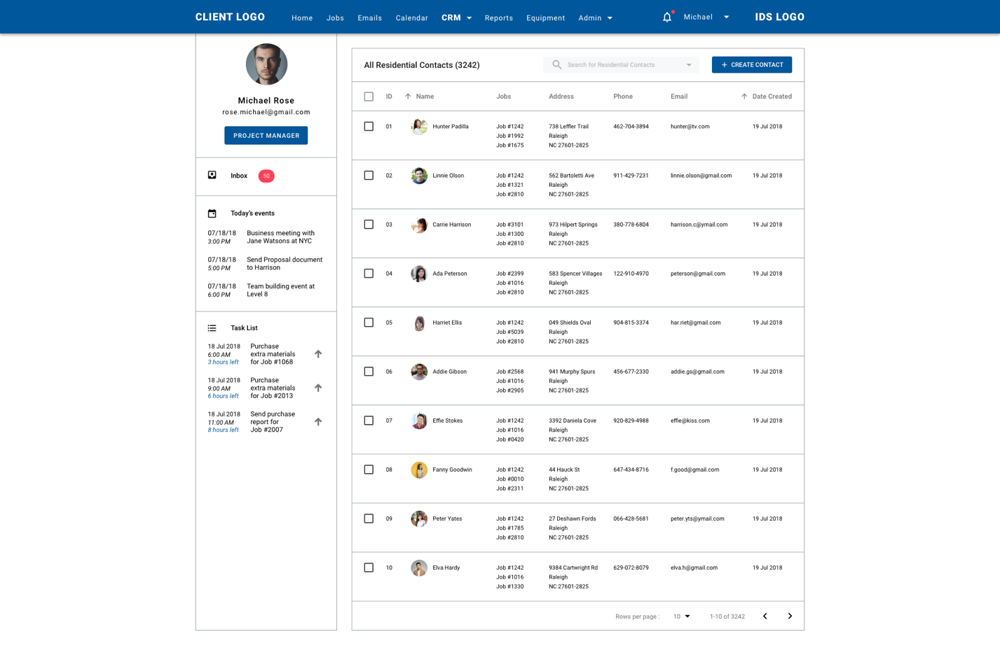 CLIENT LOGO Home Jobs Emails Calendar CRM Reports Equipment Admin Michael IDS LOGO
Michael Rose
rose.michael@gmail.com
PROJECT MANAGER
Inbox 50
Today's events
07/18/18 Business meeting with
3:00 PM Jane Watsons at NYC
07/18/18 Send Proposal document
5:00 PM to Harrison
07/18/18 Team building event at
6:00 PM Level 8
Task List
18 Jul 2018 Purchase
6:00 AM extra materials
3 hours left for Job #1068
18 Jul 2018 Purchase
9:00 AM extra materials
6 hours left for Job #2013
18 Jul 2018 Send purchase
11:00 AM report for
8 hours left Job #2007
All Residential Contacts (3242) Search for Residential Contacts + CREATE CONTACT
ID Name Jobs Address Phone Email Date Created
01 Hunter Padilla Job #1242 738 Leffler Trail 462-704-3894 hunter@tv.com 19 Jul 2018
Job #1992 Raleigh
Job #1675 NC 27601-2825
02 Linnie Olson Job #1242 562 Bartoletti Ave 911-429-7231 linnie.olson@gmail.com 19 Jul 2018
Job #1321 Raleigh
Job #2810 NC 27601-2825
03 Carrie Harrison Job #3101 973 Hilpert Springs 380-778-6804 harrison.c@ymail.com 19 Jul 2018
Job #1300 Raleigh
Job #2810 NC 27601-2825
04 Ada Peterson Job #2399 583 Spencer Villages 122-910-4970 peterson@gmail.com 19 Jul 2018
Job #1016 Raleigh
Job #2810 NC 27601-2825
05 Harriet Ellis Job #1242 049 Shields Oval 904-815-3374 har.riet@gmail.com 19 Jul 2018
Job #5039 Raleigh
Job #2810 NC 27601-2825
06 Addie Gibson Job #2568 941 Murphy Spurs 456-677-2330 addie.gs@gmail.com 19 Jul 2018
Job #1016 Raleigh
Job #2905 NC 27601-2825
07 Effie Stokes Job #1242 3392 Daniela Cove 920-829-4988 effie@kiss.com 19 Jul 2018
Job #1016 Raleigh
Job #0420 NC 27601-2825
08 Fanny Goodwin Job #1242 44 Hauck St 647-434-8716 f.good@gmail.com 19 Jul 2018
Job #0010 Raleigh
Job #2311 NC 27601-2825
09 Peter Yates Job #1242 27 Deshawn Fords 066-428-5681 peter.yts@ymail.com 19 Jul 2018
Job #1785 Raleigh
Job #2810 NC 27601-2825
10 Elva Hardy Job #1242 9384 Cartwright Rd 629-072-8079 elva.h@gmail.com 19 Jul 2018
Job #1016 Raleigh
Job #1330 NC 27601-2825
Rows per page : 10 1-10 of 3242